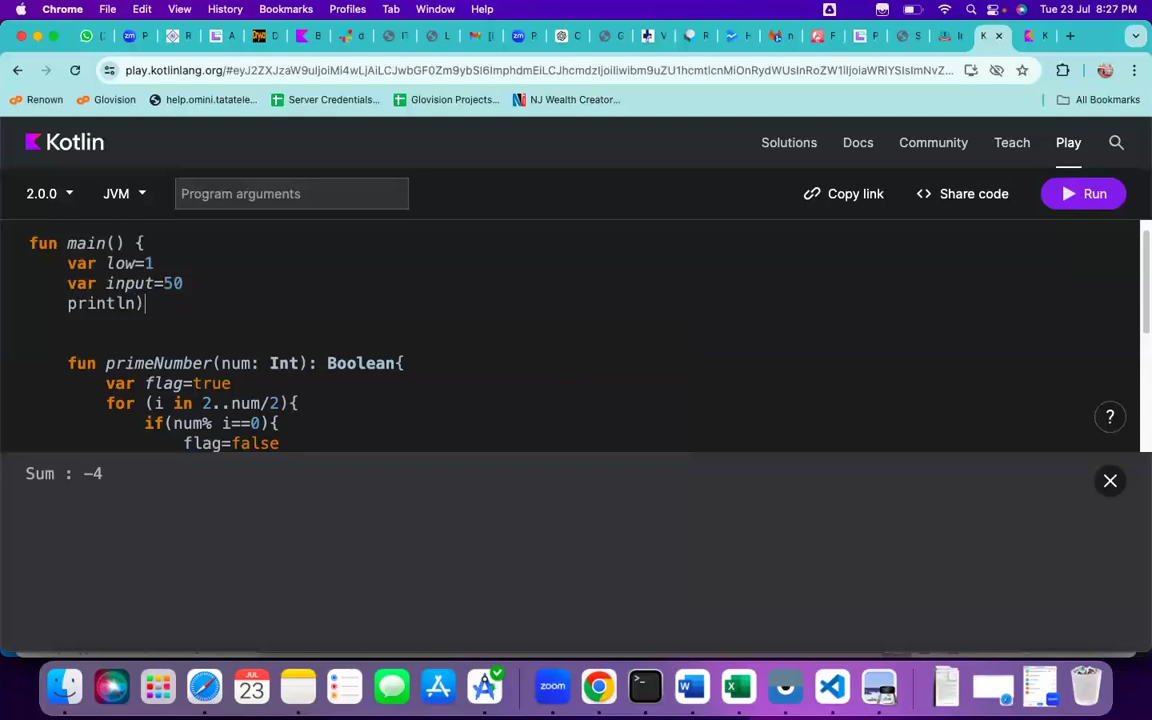 Chrome File Edit View History Bookmarks Profiles Tab Window Help Tue 23 Jul 8:27 PM
play.kotlinlang.org/#eyJ2ZXJzaW9uIjoiMi4wLjAiLCJwbGF0Zm9ybSI6ImphdmEiLCJhcmdzIjoiIiwibm9uZU1hcmtlcnMiOnRydWUsInRoZW1lIjoiaWRlYSIsImNvZ...
Renown Glovision help.omini.tatatele... Server Credentials... Glovision Projects... NJ Wealth Creator... All Bookmarks
Kotlin Solutions Docs Community Teach Play
2.0.0 JVM Program arguments Copy link Share code Run
fun main() {
var low=1
var input=50
println)
fun primeNumber(num: Int): Boolean{
var flag=true
for (i in 2..num/2){
if(num% i==0){
flag=false
?
Sum : -4
JUL
23
zoom